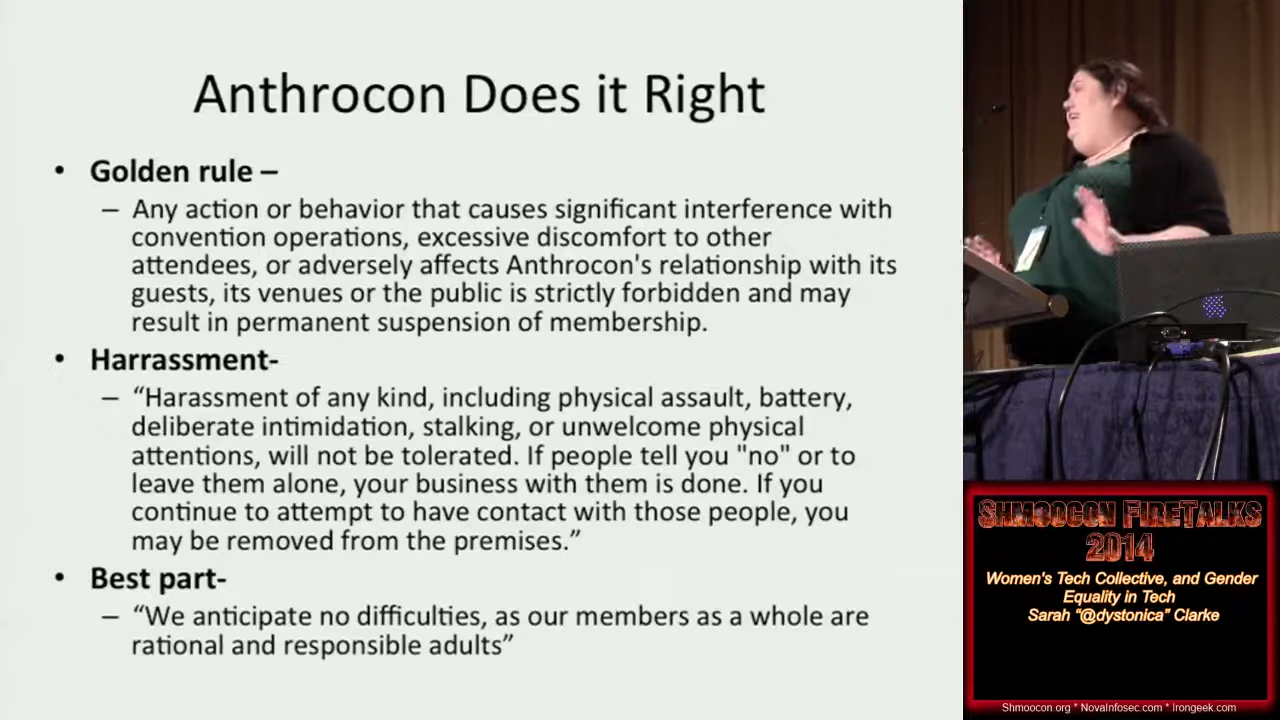 Anthrocon Does it Right
• Golden rule –
– Any action or behavior that causes significant interference with
convention operations, excessive discomfort to other
attendees, or adversely affects Anthrocon's relationship with its
guests, its venues or the public is strictly forbidden and may
result in permanent suspension of membership.
• Harrassment-
– “Harassment of any kind, including physical assault, battery,
deliberate intimidation, stalking, or unwelcome physical
attentions, will not be tolerated. If people tell you "no" or to
leave them alone, your business with them is done. If you
continue to attempt to have contact with those people, you
may be removed from the premises.”
• Best part-
– “We anticipate no difficulties, as our members as a whole are
rational and responsible adults”
Shmoocon FireTalks
2014
Women's Tech Collective, and Gender
Equality in Tech
Sarah “@dystonica” Clarke
Shmoocon.org * NovaInfosec.com * Irongeek.com